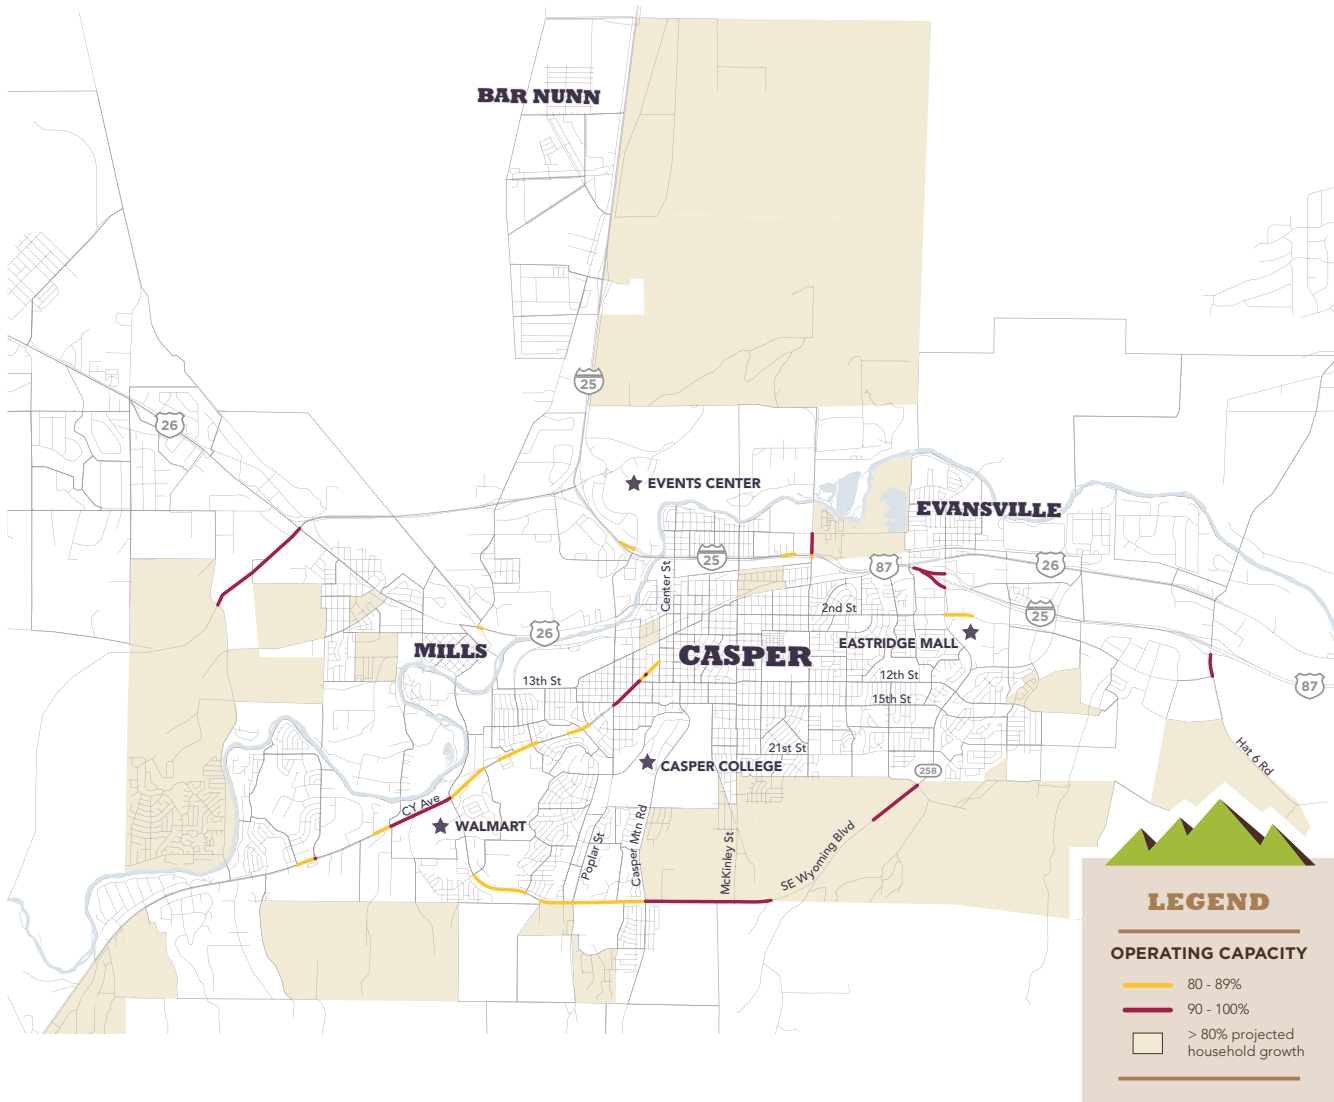 BAR NUNN
25
26
EVENTS CENTER
EVANSVILLE
25
87
26
Center St
2nd St
25
26
EASTRIDGE MALL
MILLS
CASPER
13th St
12th St
87
15th St
21st St
Hat 6 Rd
CASPER COLLEGE
258
CY Ave
WALMART
Poplar St
Casper Mtn Rd
McKinley St
SE Wyoming Blvd
LEGEND
OPERATING CAPACITY
80 - 89%
90 - 100%
> 80% projected
household growth